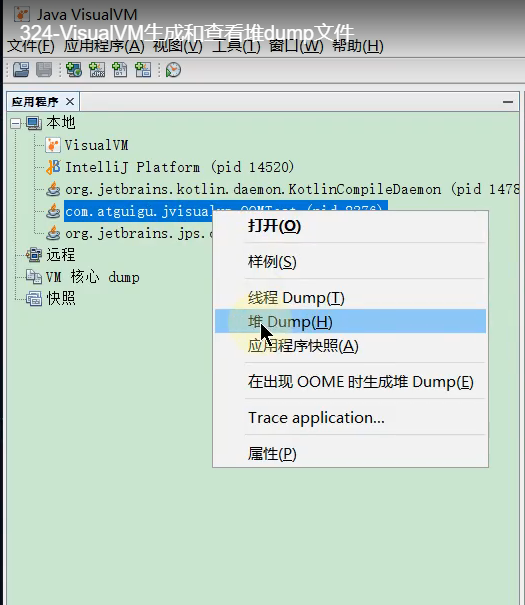 Java VisualVM
324-VisualVM生成和查看堆dump文件
文件(F) 应用程序(A) 视图(V) 工具(T) 窗口(W) 帮助(H)
应用程序
本地
VisualVM
IntelliJ Platform (pid 14520)
org.jetbrains.kotlin.daemon.KotlinCompileDaemon (pid 1478
com.atguigu.jvisualvm.OOMTest (pid 8376)
org.jetbrains.jps.
远程
VM 核心 dump
快照
打开(O)
样例(S)
线程 Dump(T)
堆 Dump(H)
应用程序快照(A)
在出现 OOME 时生成堆 Dump(E)
Trace application...
属性(P)